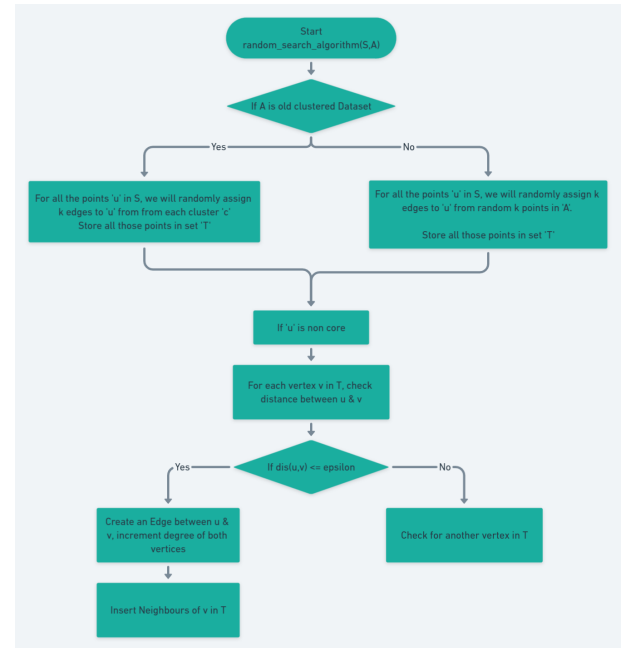 Start
random_search_algorithm(S,A)
If A is old clustered Dataset
Yes
No
For all the points 'u' in S, we will randomly assign
k edges to 'u' from from each cluster 'c'
Store all those points in set 'T'
For all the points 'u' in S, we will randomly assign k
edges to 'u' from random k points in 'A'.
Store all those points in set 'T'
If 'u' is non core
For each vertex v in T, check
distance between u & v
If dis(u,v) <= epsilon
Yes
No
Create an Edge between u &
v, increment degree of both
vertices
Check for another vertex in T
Insert Neighbours of v in T